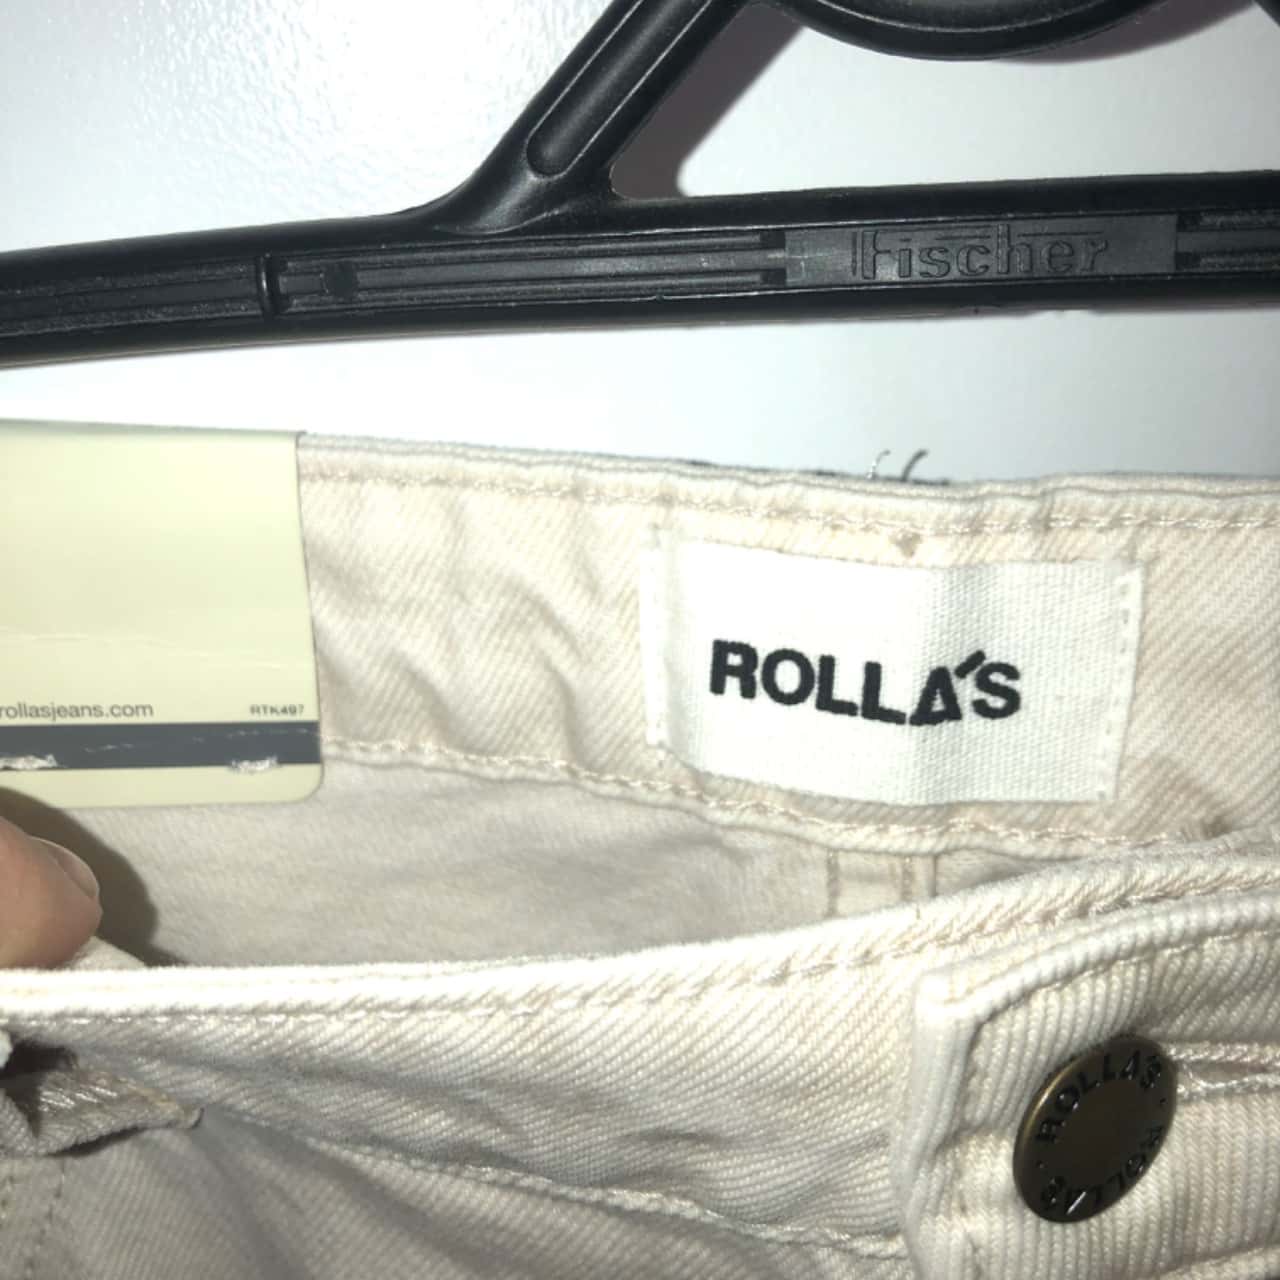 Fischer
rollasjeans.com
RTK497
ROLLA'S
ROLLA'S · ROLLA'S ·